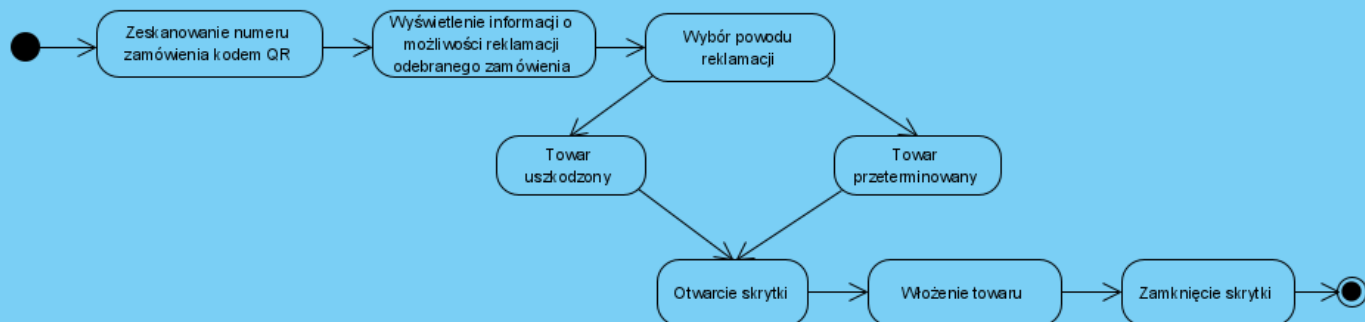 Zeskanowanie numeru
zamówienia kodem QR
Wyświetlenie informacji o
możliwości reklamacji
odebranego zamówienia
Wybór powodu
reklamacji
Towar
uszkodzony
Towar
przeterminowany
Otwarcie skrytki
Włożenie towaru
Zamknięcie skrytki